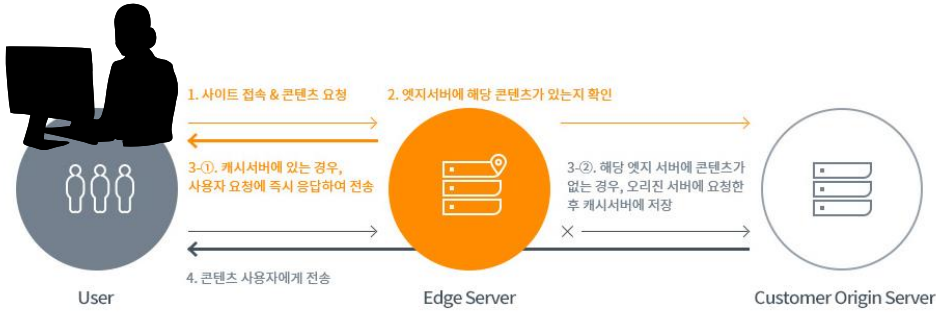 1. 사이트 접속 & 콘텐츠 요청
2. 엣지서버에 해당 콘텐츠가 있는지 확인
3-①. 캐시서버에 있는 경우,
사용자 요청에 즉시 응답하여 전송
3-②. 해당 엣지 서버에 콘텐츠가
없는 경우, 오리진 서버에 요청한
후 캐시서버에 저장
4. 콘텐츠 사용자에게 전송
User
Edge Server
Customer Origin Server